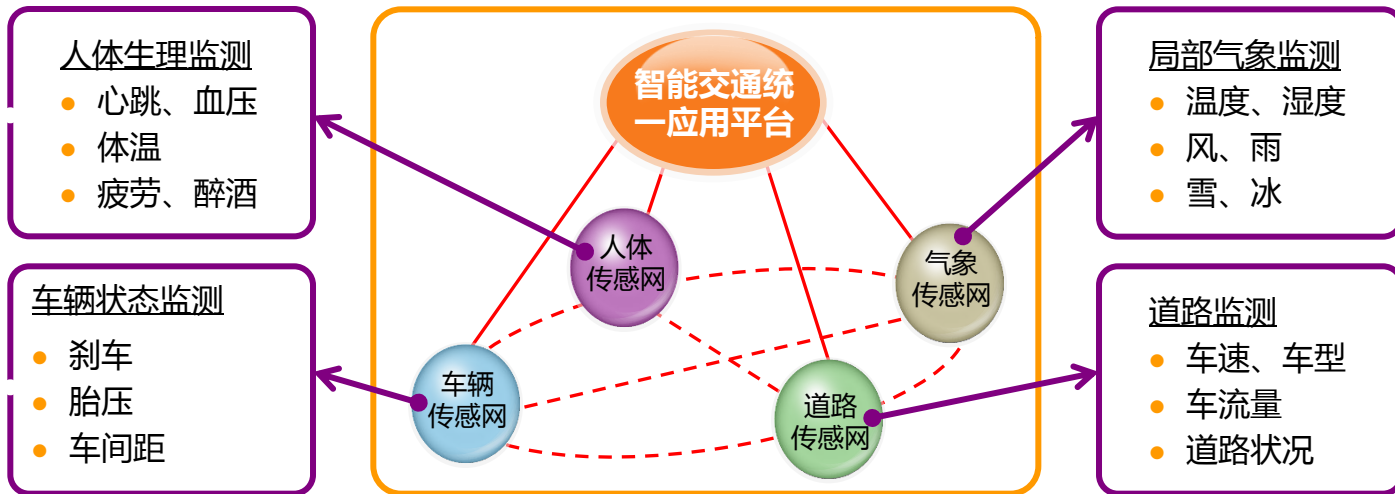 人体生理监测
心跳、血压
体温
疲劳、醉酒
车辆状态监测
刹车
胎压
车间距
智能交通统
一应用平台
人体
传感网
气象
传感网
车辆
传感网
道路
传感网
局部气象监测
温度、湿度
风、雨
雪、冰
道路监测
车速、车型
车流量
道路状况